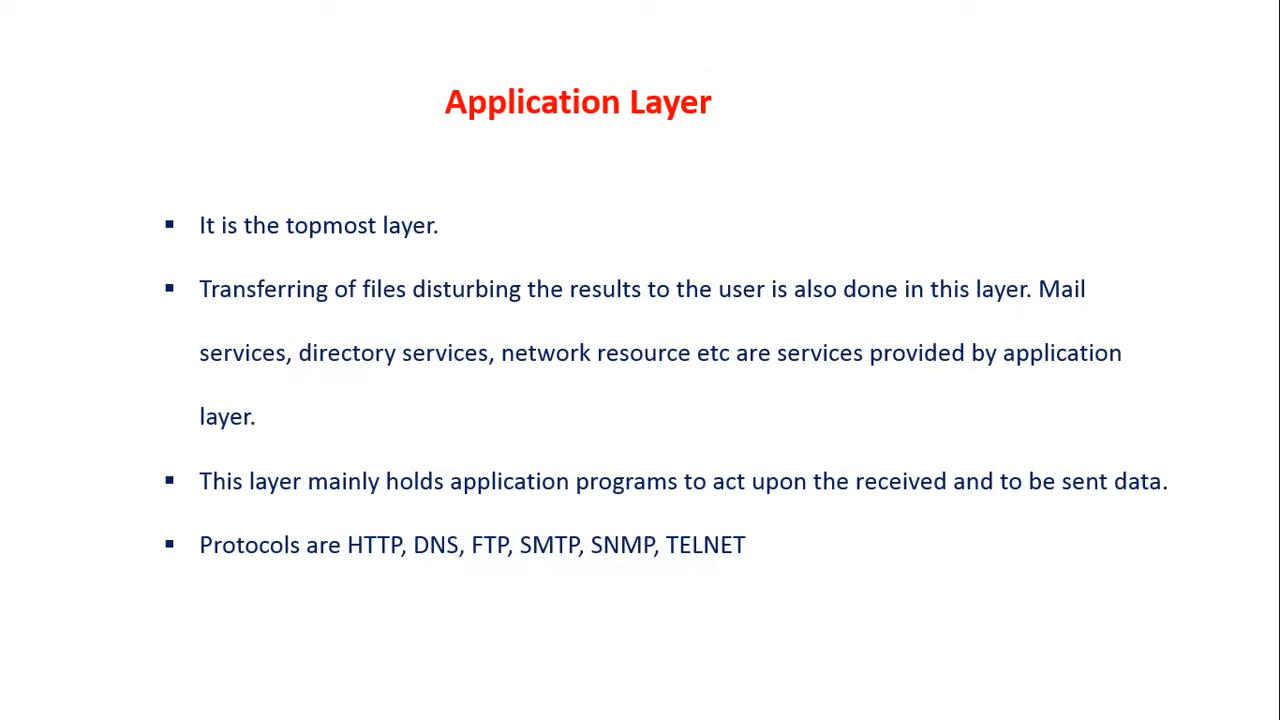 Application Layer
▪ It is the topmost layer.
▪ Transferring of files disturbing the results to the user is also done in this layer. Mail
services, directory services, network resource etc are services provided by application
layer.
▪ This layer mainly holds application programs to act upon the received and to be sent data.
▪ Protocols are HTTP, DNS, FTP, SMTP, SNMP, TELNET